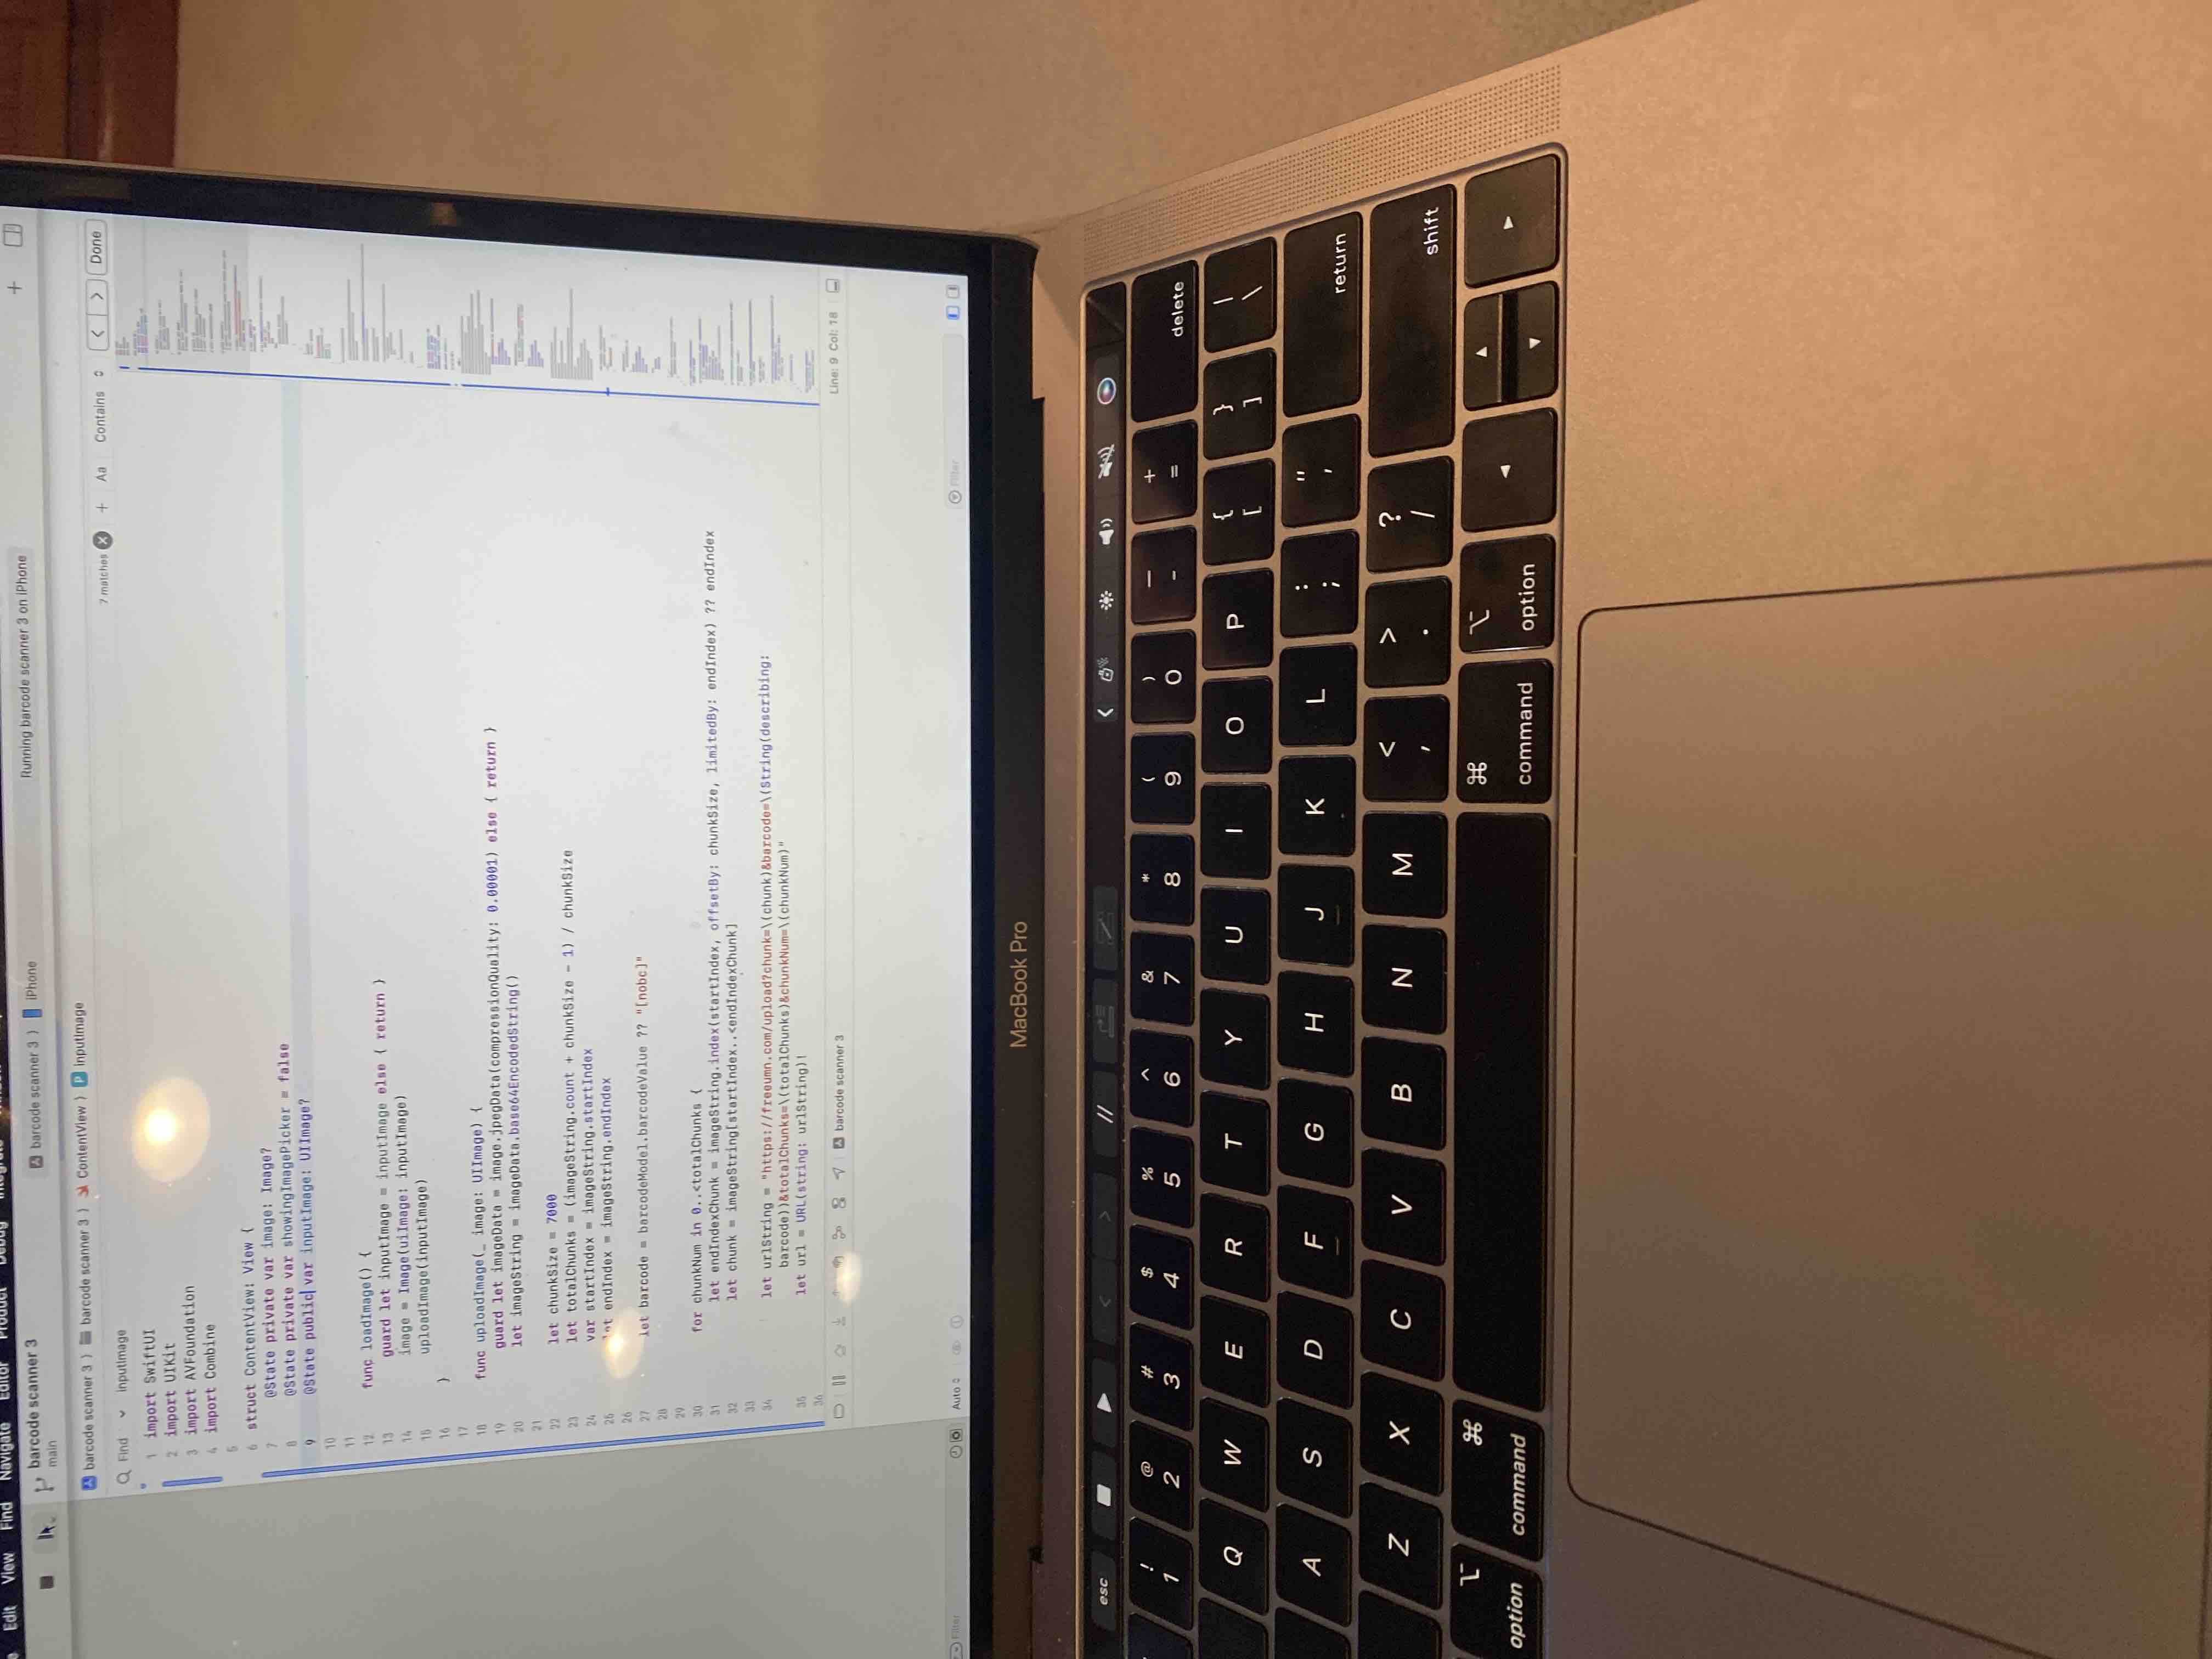 Edit View Find Navigate Editor Product Debug
barcode scanner 3
main
barcode scanner 3 〉 iPhone
Running barcode scanner 3 on iPhone
barcode scanner 3 〉 barcode scanner 3 〉 ContentView 〉 P inputImage
7 matches + Aa Contains < > Done
Find inputImage
1 import SwiftUI
2 import UIKit
3 import AVFoundation
4 import Combine
5
6 struct ContentView: View {
7 @State private var image: Image?
8 @State private var showingImagePicker = false
9 @State public var inputImage: UIImage?
10
11
12 func loadImage() {
13 guard let inputImage = inputImage else { return }
14 image = Image(uiImage: inputImage)
15 uploadImage(inputImage)
16 }
17
18 func uploadImage(_ image: UIImage) {
19 guard let imageData = image.jpegData(compressionQuality: 0.00001) else { return }
20 let imageString = imageData.base64EncodedString()
21
22 let chunkSize = 7000
23 let totalChunks = (imageString.count + chunkSize - 1) / chunkSize
24 var startIndex = imageString.startIndex
25 let endIndex = imageString.endIndex
26
27 let barcode = barcodeModel.barcodeValue ?? "[nobc]"
28
29
30 for chunkNum in 0..<totalChunks {
31 let endIndexChunk = imageString.index(startIndex, offsetBy: chunkSize, limitedBy: endIndex) ?? endIndex
32 let chunk = imageString[startIndex..<endIndexChunk]
33
34 let urlString = "https://freeumn.com/upload?chunk=\(chunk)&barcode=\(String(describing:
barcode))&totalChunks=\(totalChunks)&chunkNum=\(chunkNum)"
35 let url = URL(string: urlString)!
36
barcode scanner 3
Line: 9 Col: 18
Filter
Auto
Filter
MacBook Pro
esc
! 1 @ 2 # 3 $ 4 % 5 ^ 6 & 7 * 8 ( 9 ) 0 — - + = delete
Q W E R T Y U I O P { [ } ] | \
A S D F G H J K L : ; " ' return
Z X C V B N M < , > . ? / shift
option command ⌘ ⌘ command option